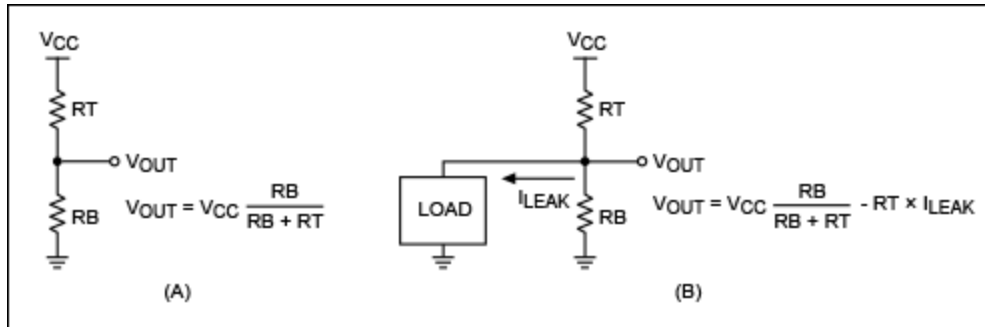 VCC
RT
VOUT
RB
VOUT = VCC RB / RB + RT
(A)
VCC
RT
VOUT
LOAD
ILEAK
RB
VOUT = VCC RB / RB + RT - RT × ILEAK
(B)